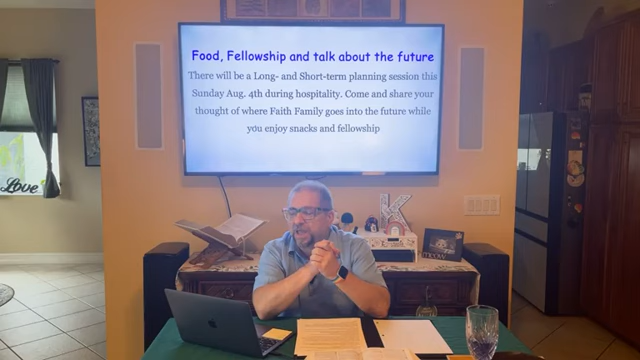 Food, Fellowship and talk about the future
There will be a Long- and Short-term planning session this
Sunday Aug. 4th during hospitality. Come and share your
thought of where Faith Family goes into the future while
you enjoy snacks and fellowship
Love
K
MEOW